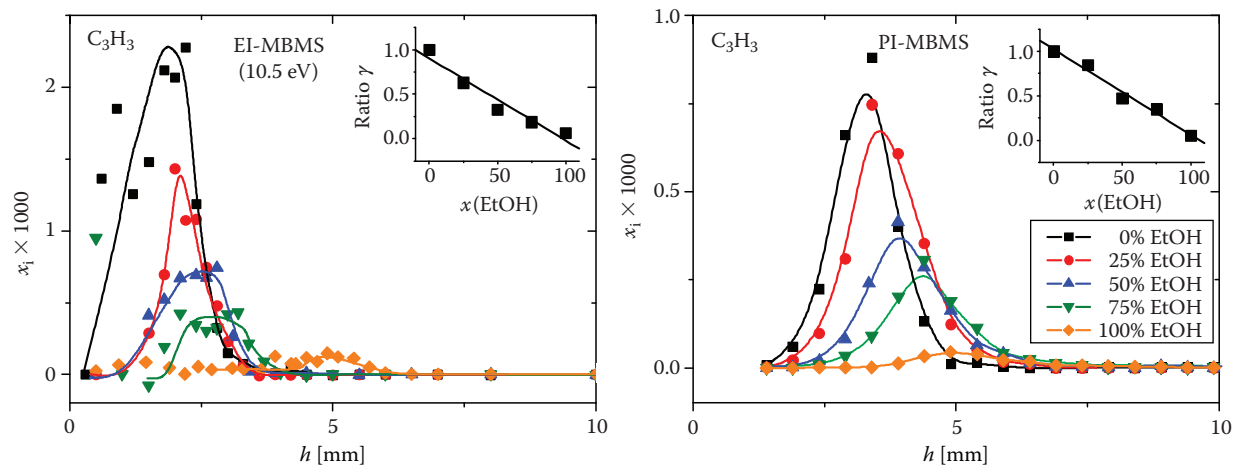 C₃H₃
EI-MBMS
(10.5 eV)
Ratio γ
1.0
0.5
0.0
0
50
100
x(EtOH)
xᵢ × 1000
2
1
0
0
5
10
h [mm]
C₃H₃
PI-MBMS
Ratio γ
1.0
0.5
0.0
0
50
100
x(EtOH)
0% EtOH
25% EtOH
50% EtOH
75% EtOH
100% EtOH
xᵢ × 1000
1.0
0.5
0.0
0
5
10
h [mm]